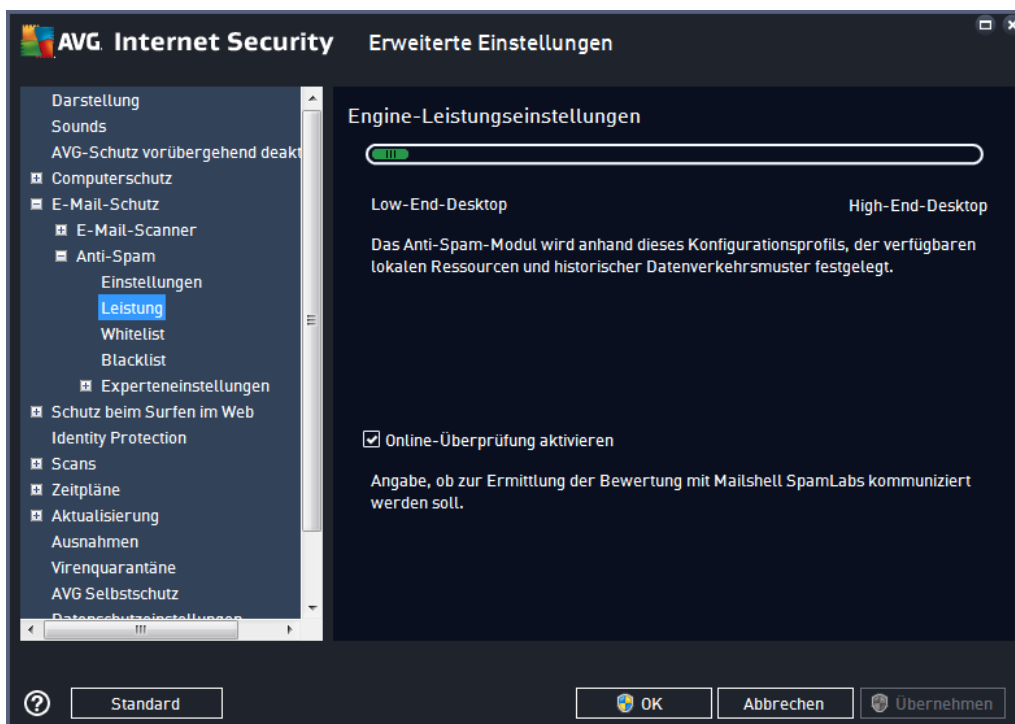 AVG Internet Security Erweiterte Einstellungen
Darstellung
Sounds
AVG-Schutz vorübergehend deakt
Computerschutz
E-Mail-Schutz
E-Mail-Scanner
Anti-Spam
Einstellungen
Leistung
Whitelist
Blacklist
Experteneinstellungen
Schutz beim Surfen im Web
Identity Protection
Scans
Zeitpläne
Aktualisierung
Ausnahmen
Virenquarantäne
AVG Selbstschutz
Datenschutzeinstellungen
Engine-Leistungseinstellungen
Low-End-Desktop High-End-Desktop
Das Anti-Spam-Modul wird anhand dieses Konfigurationsprofils, der verfügbaren
lokalen Ressourcen und historischer Datenverkehrsmuster festgelegt.
Online-Überprüfung aktivieren
Angabe, ob zur Ermittlung der Bewertung mit Mailshell SpamLabs kommuniziert
werden soll.
? Standard OK Abbrechen Übernehmen